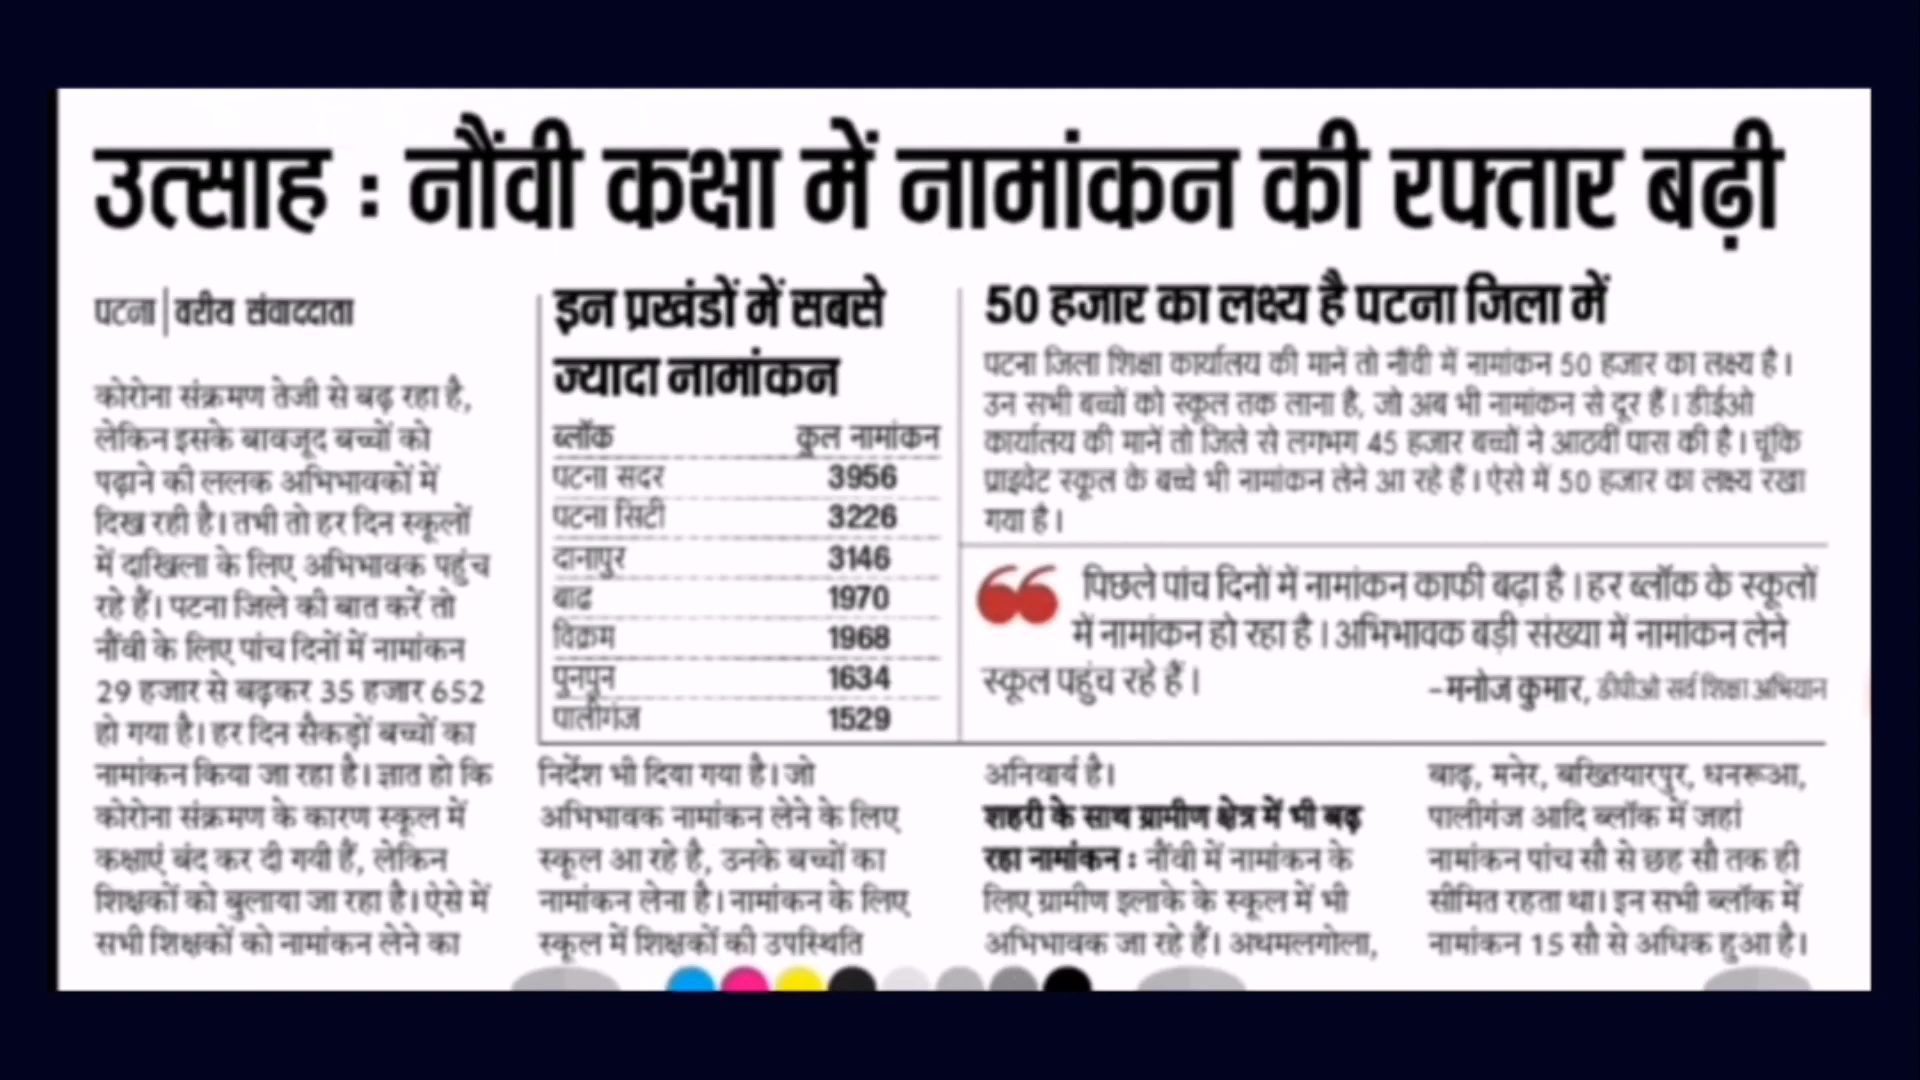 उत्साह : नौंवी कक्षा में नामांकन की रफ्तार बढ़ी
पटना | वरीय संवाददाता
कोरोना संक्रमण तेजी से बढ़ रहा है,
लेकिन इसके बावजूद बच्चों को
पढ़ाने की ललक अभिभावकों में
दिख रही है। तभी तो हर दिन स्कूलों
में दाखिला के लिए अभिभावक पहुंच
रहे हैं। पटना जिले की बात करें तो
नौंवी के लिए पांच दिनों में नामांकन
29 हजार से बढ़कर 35 हजार 652
हो गया है। हर दिन सैकड़ों बच्चों का
नामांकन किया जा रहा है। ज्ञात हो कि
कोरोना संक्रमण के कारण स्कूल में
कक्षाएं बंद कर दी गयी हैं, लेकिन
शिक्षकों को बुलाया जा रहा है। ऐसे में
सभी शिक्षकों को नामांकन लेने का
इन प्रखंडों में सबसे
ज्यादा नामांकन
ब्लॉक कुल नामांकन
पटना सदर 3956
पटना सिटी 3226
दानापुर 3146
बाढ 1970
विक्रम 1968
पुनपुन 1634
पालीगंज 1529
50 हजार का लक्ष्य है पटना जिला में
पटना जिला शिक्षा कार्यालय की मानें तो नौंवी में नामांकन 50 हजार का लक्ष्य है।
उन सभी बच्चों को स्कूल तक लाना है, जो अब भी नामांकन से दूर हैं। डीईओ
कार्यालय की मानें तो जिले से लगभग 45 हजार बच्चों ने आठवीं पास की है। चूंकि
प्राइवेट स्कूल के बच्चे भी नामांकन लेने आ रहे हैं। ऐसे में 50 हजार का लक्ष्य रखा
गया है।
❝ पिछले पांच दिनों में नामांकन काफी बढ़ा है। हर ब्लॉक के स्कूलों
में नामांकन हो रहा है। अभिभावक बड़ी संख्या में नामांकन लेने
स्कूल पहुंच रहे हैं।
-मनोज कुमार, डीपीओ सर्व शिक्षा अभियान
निर्देश भी दिया गया है। जो
अभिभावक नामांकन लेने के लिए
स्कूल आ रहे है, उनके बच्चों का
नामांकन लेना है। नामांकन के लिए
स्कूल में शिक्षकों की उपस्थिति
अनिवार्य है।
शहरी के साथ ग्रामीण क्षेत्र में भी बढ़
रहा नामांकन : नौंवी में नामांकन के
लिए ग्रामीण इलाके के स्कूल में भी
अभिभावक जा रहे हैं। अथमलगोला,
बाढ़, मनेर, बख्तियारपुर, धनरूआ,
पालीगंज आदि ब्लॉक में जहां
नामांकन पांच सौ से छह सौ तक ही
सीमित रहता था। इन सभी ब्लॉक में
नामांकन 15 सौ से अधिक हुआ है।